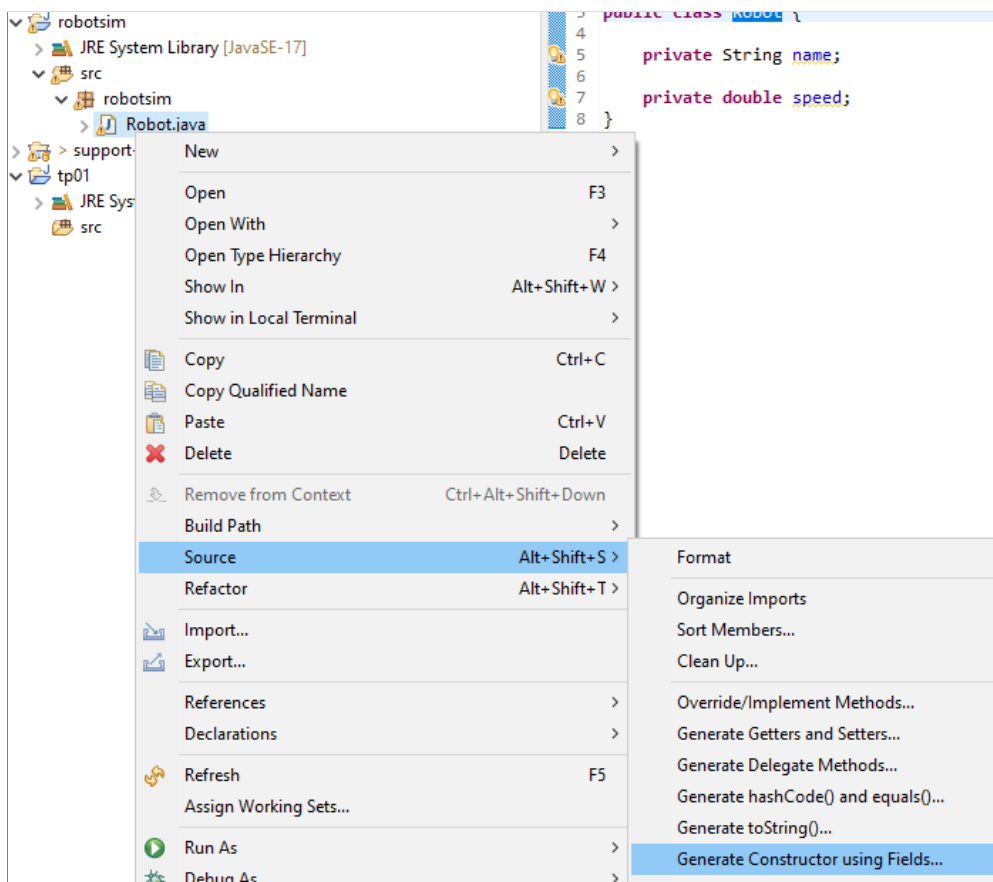 robotsim
JRE System Library [JavaSE-17]
src
robotsim
Robot.java
> support-
tp01
JRE Sys
src
3 public class Robot {
4
5 private String name;
6
7 private double speed;
8 }
New
Open F3
Open With
Open Type Hierarchy F4
Show In Alt+Shift+W
Show in Local Terminal
Copy Ctrl+C
Copy Qualified Name
Paste Ctrl+V
Delete Delete
Remove from Context Ctrl+Alt+Shift+Down
Build Path
Source Alt+Shift+S
Refactor Alt+Shift+T
Import...
Export...
References
Declarations
Refresh F5
Assign Working Sets...
Run As
Debug As
Format
Organize Imports
Sort Members...
Clean Up...
Override/Implement Methods...
Generate Getters and Setters...
Generate Delegate Methods...
Generate hashCode() and equals()...
Generate toString()...
Generate Constructor using Fields...